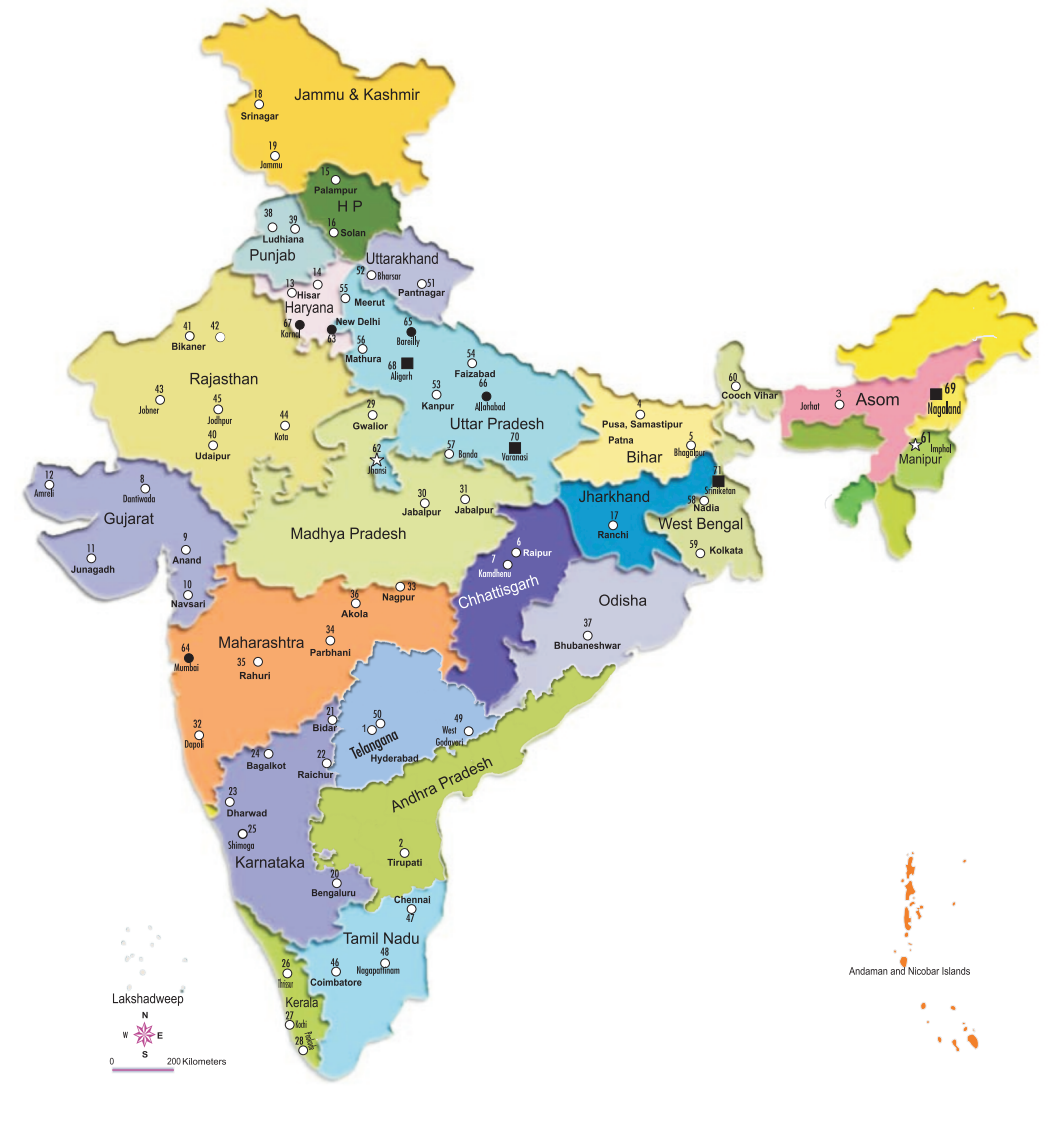 18
Jammu & Kashmir
Srinagar
19
Jammu
15
Palampur
H P
38
39
16
Solan
Ludhiana
Punjab
Uttarakhand
52
Bharsar
51
Pantnagar
14
13
Hisar
55
Meerut
Haryana
67
Karnal
New Delhi
63
65
Bareilly
41
42
Bikaner
56
Mathura
54
Faizabad
68
Aligarh
Rajasthan
53
Kanpur
66
Allahabad
60
Cooch Vihar
3
Jorhat
Asom
69
Nagaland
43
Jobner
45
Jodhpur
44
Kota
29
Gwalior
Uttar Pradesh
4
Pusa, Samastipur
Patna
5
Bhagalpur
Bihar
61
Imphal
Manipur
40
Udaipur
62
Jhansi
57
Banda
70
Varanasi
12
Amreli
8
Dantiwada
30
Jabalpur
31
Jabalpur
Jharkhand
71
Sriniketan
58
Nadia
Gujarat
Madhya Pradesh
17
Ranchi
West Bengal
11
Junagadh
9
Anand
6
Raipur
7
Kamdhenu
59
Kolkata
10
Navsari
36
Akola
33
Nagpur
Chhattisgarh
Odisha
Maharashtra
34
Parbhani
37
Bhubaneshwar
64
Mumbai
35
Rahuri
32
Dapoli
21
Bidar
50
1
Telangana
Hyderabad
49
West
Godavari
24
Bagalkot
22
Raichur
Andhra Pradesh
23
Dharwad
25
Shimoga
Karnataka
2
Tirupati
20
Bengaluru
Chennai
47
Tamil Nadu
26
Thrissur
46
Coimbatore
48
Nagapattinam
Andaman and Nicobar Islands
Lakshadweep
Kerala
27
Kochi
28
N
W
E
S
0
200 Kilometers